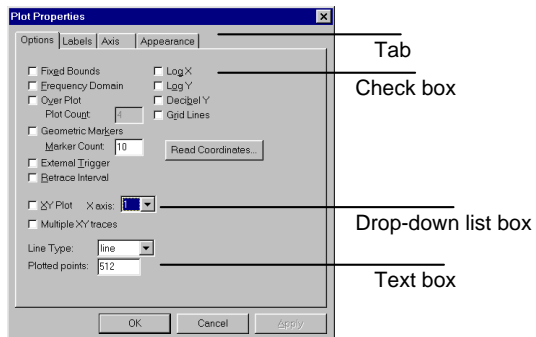 Plot Properties
Options Labels Axis Appearance
Tab
Fixed Bounds Log X
Check box
Frequency Domain Log Y
Over Plot Decibel Y
Plot Count: 4 Grid Lines
Geometric Markers
Marker Count: 10 Read Coordinates...
External Trigger
Retrace Interval
XY Plot X axis: 1
Drop-down list box
Multiple XY traces
Line Type: line
Plotted points: 512
Text box
OK Cancel Apply